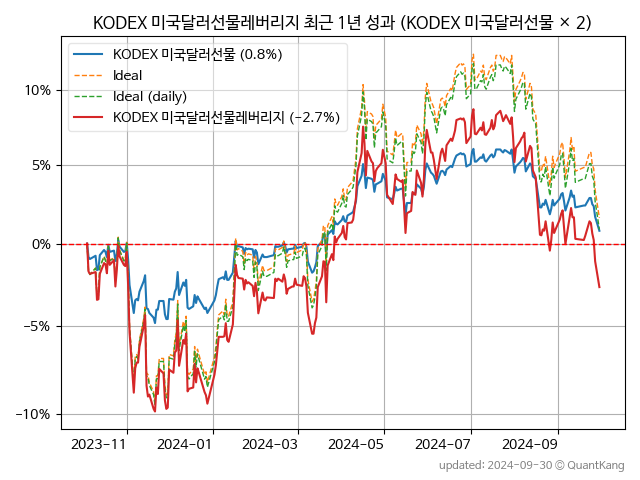 KODEX 미국달러선물레버리지 최근 1년 성과 (KODEX 미국달러선물 × 2)
KODEX 미국달러선물 (0.8%)
Ideal
Ideal (daily)
KODEX 미국달러선물레버리지 (−2.7%)
10%
5%
0%
−5%
−10%
2023−11
2024−01
2024−03
2024−05
2024−07
2024−09
updated: 2024-09-30 © QuantKang